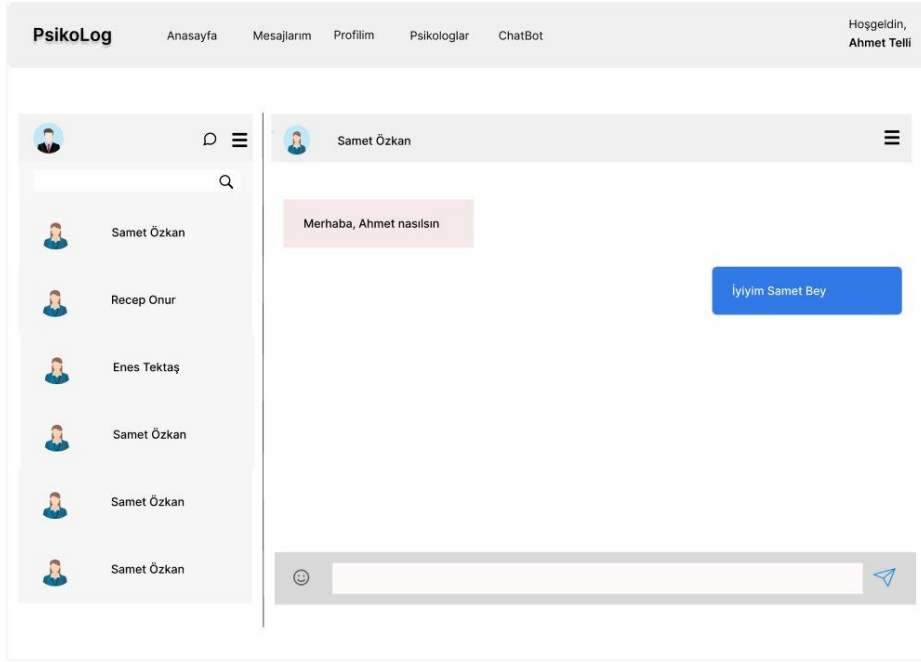 PsikoLog
Anasayfa
Mesajlarım
Profilim
Psikologlar
ChatBot
Hoşgeldin,
Ahmet Telli
Samet Özkan
Recep Onur
Enes Tektaş
Samet Özkan
Samet Özkan
Samet Özkan
Samet Özkan
Merhaba, Ahmet nasılsın
İyiyim Samet Bey